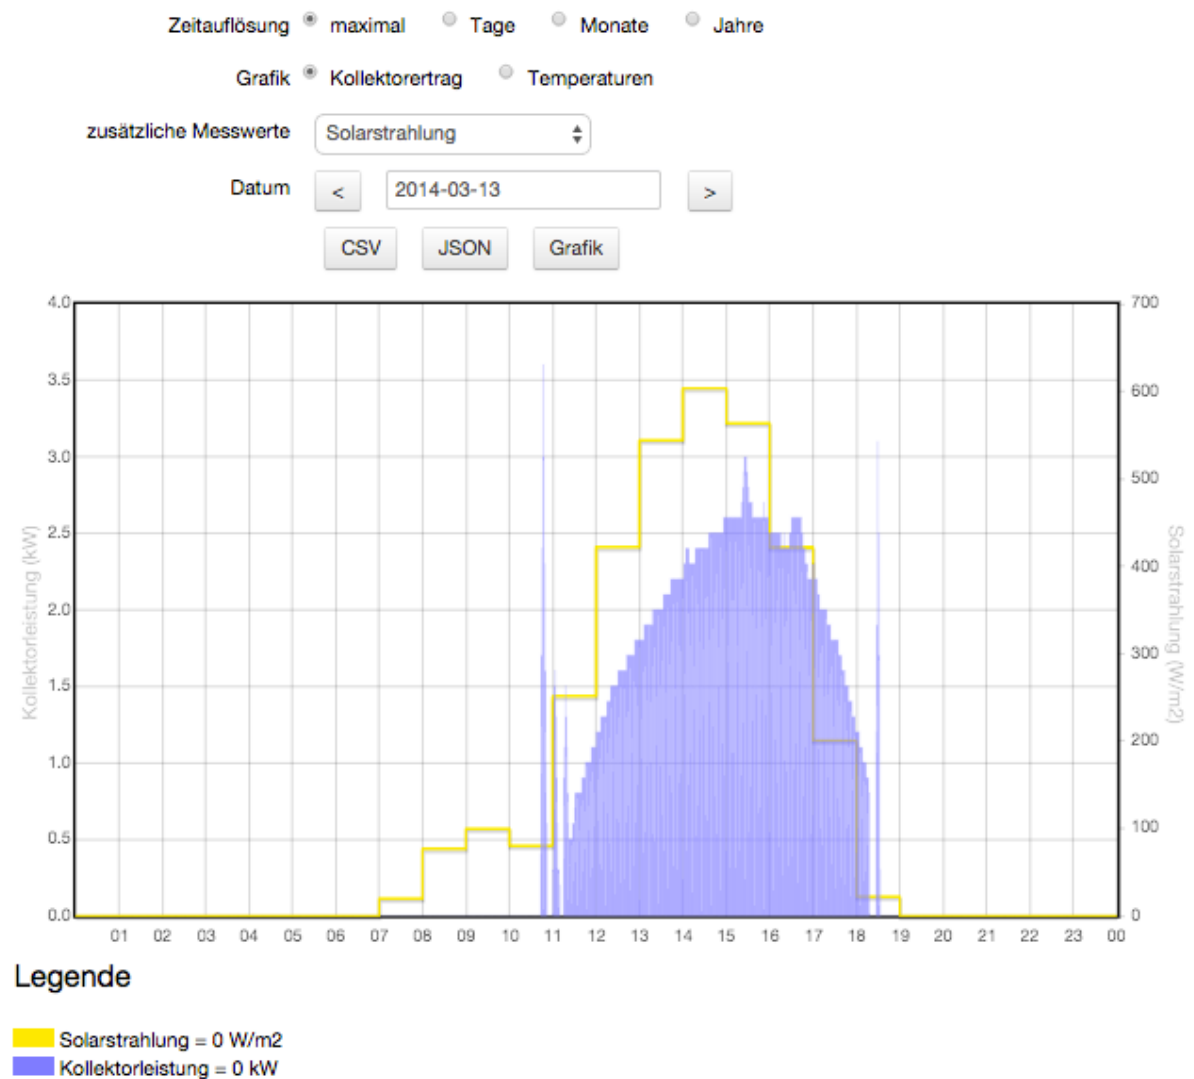 Zeitauflösung maximal Tage Monate Jahre
Grafik Kollektorertrag Temperaturen
zusätzliche Messwerte Solarstrahlung
Datum < 2014-03-13 >
CSV JSON Grafik
4.0 700
3.5 600
3.0 500
2.5 400
2.0 300
1.5 200
1.0 100
0.5 0
0.0
Kollektorleistung (kW)
Solarstrahlung (W/m2)
01 02 03 04 05 06 07 08 09 10 11 12 13 14 15 16 17 18 19 20 21 22 23 00
Legende
Solarstrahlung = 0 W/m2
Kollektorleistung = 0 kW